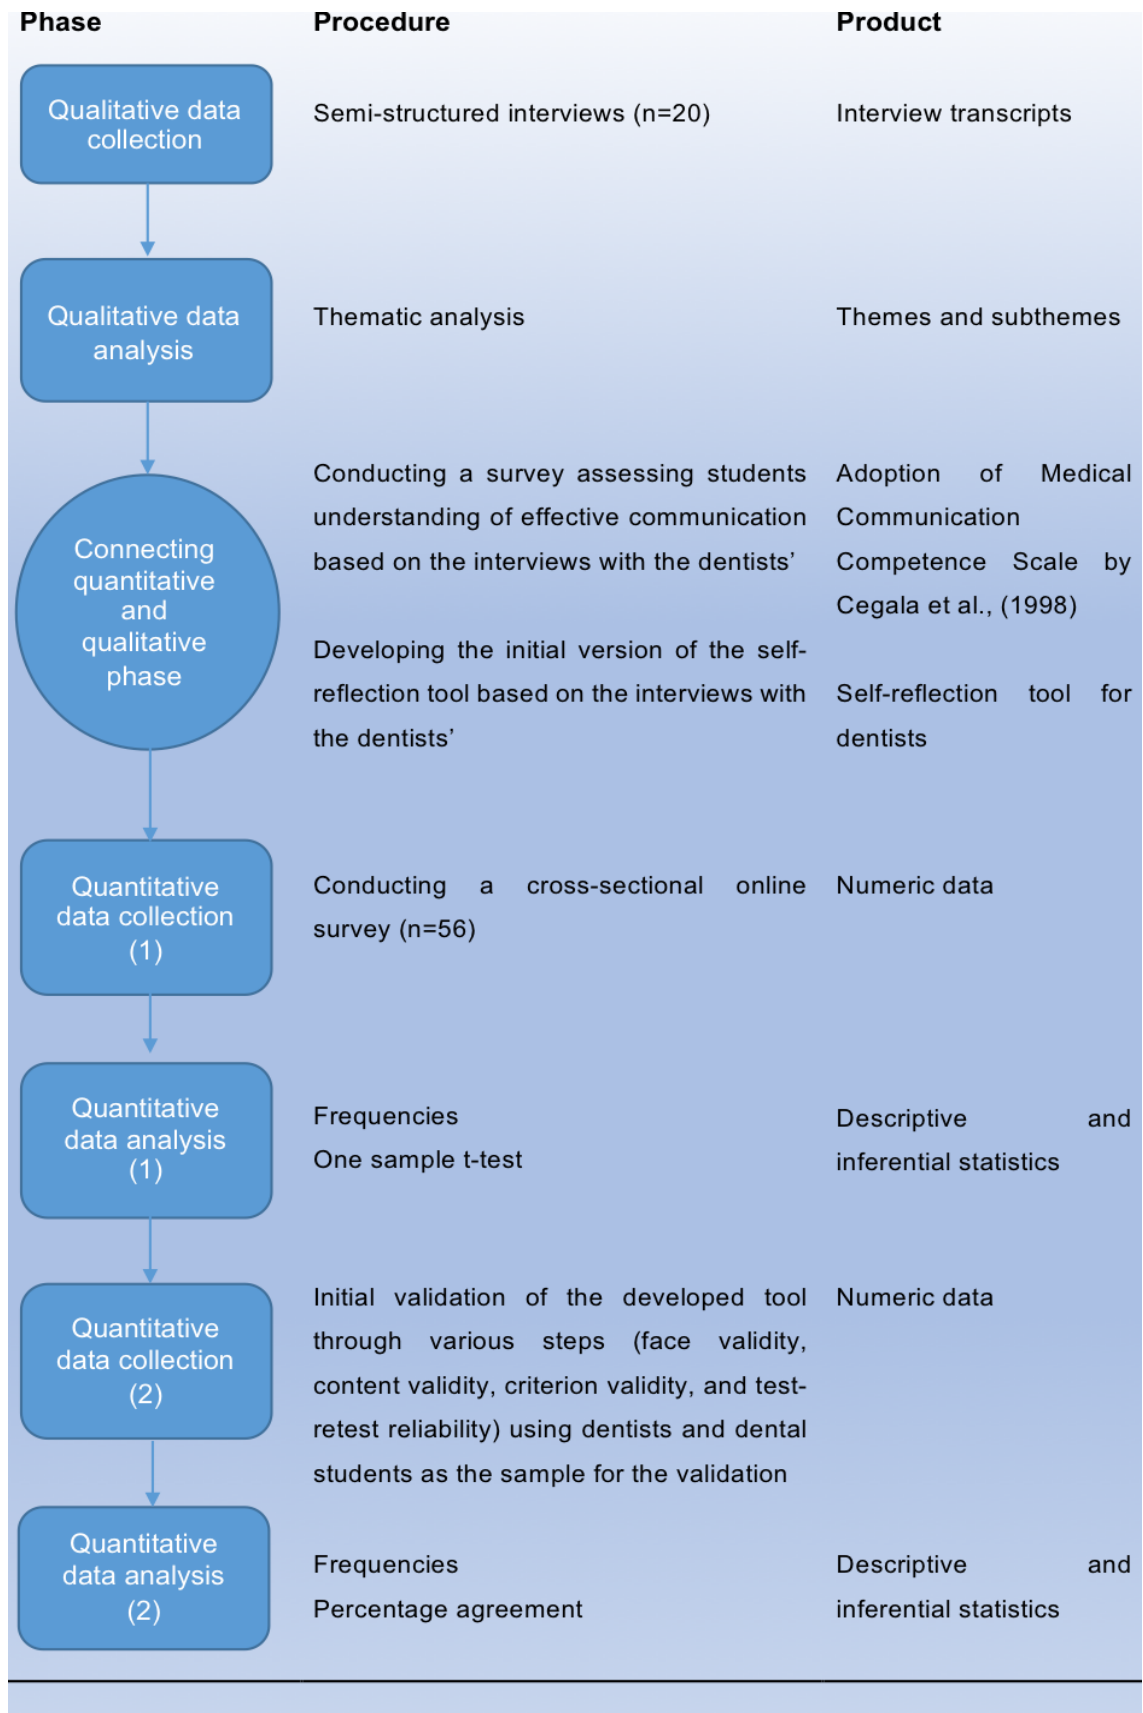 Phase Procedure Product
Qualitative data
collection
Semi-structured interviews (n=20)
Interview transcripts
Qualitative data
analysis
Thematic analysis
Themes and subthemes
Connecting
quantitative
and
qualitative
phase
Conducting a survey assessing students
understanding of effective communication
based on the interviews with the dentists’
Developing the initial version of the self-
reflection tool based on the interviews with
the dentists’
Adoption of Medical
Communication
Competence Scale by
Cegala et al., (1998)
Self-reflection tool for
dentists
Quantitative
data collection
(1)
Conducting a cross-sectional online
survey (n=56)
Numeric data
Quantitative
data analysis
(1)
Frequencies
One sample t-test
Descriptive and
inferential statistics
Quantitative
data collection
(2)
Initial validation of the developed tool
through various steps (face validity,
content validity, criterion validity, and test-
retest reliability) using dentists and dental
students as the sample for the validation
Numeric data
Quantitative
data analysis
(2)
Frequencies
Percentage agreement
Descriptive and
inferential statistics